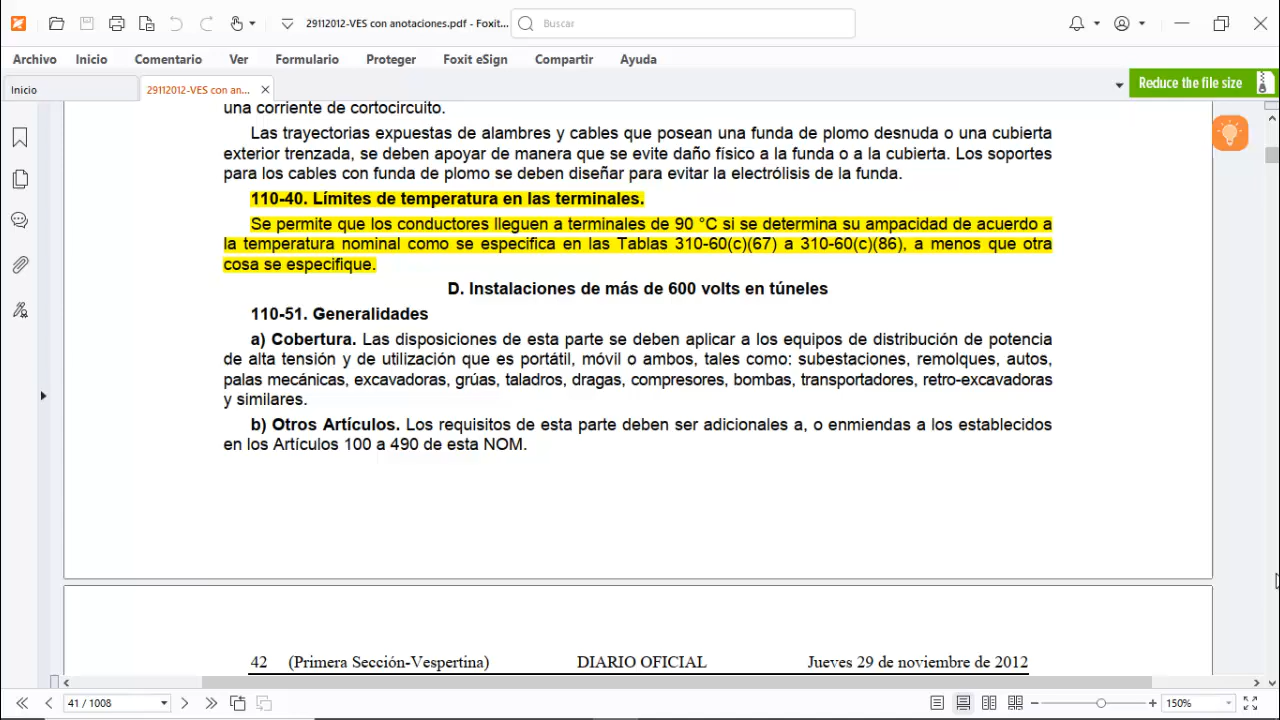 29112012-VES con anotaciones.pdf - Foxit...
Buscar
Archivo Inicio Comentario Ver Formulario Proteger Foxit eSign Compartir Ayuda
Inicio
29112012-VES con an...
Reduce the file size
una corriente de cortocircuito.
Las trayectorias expuestas de alambres y cables que posean una funda de plomo desnuda o una cubierta
exterior trenzada, se deben apoyar de manera que se evite daño físico a la funda o a la cubierta. Los soportes
para los cables con funda de plomo se deben diseñar para evitar la electrólisis de la funda.
110-40. Límites de temperatura en las terminales.
Se permite que los conductores lleguen a terminales de 90 °C si se determina su ampacidad de acuerdo a
la temperatura nominal como se especifica en las Tablas 310-60(c)(67) a 310-60(c)(86), a menos que otra
cosa se especifique.
D. Instalaciones de más de 600 volts en túneles
110-51. Generalidades
a) Cobertura. Las disposiciones de esta parte se deben aplicar a los equipos de distribución de potencia
de alta tensión y de utilización que es portátil, móvil o ambos, tales como: subestaciones, remolques, autos,
palas mecánicas, excavadoras, grúas, taladros, dragas, compresores, bombas, transportadores, retro-excavadoras
y similares.
b) Otros Artículos. Los requisitos de esta parte deben ser adicionales a, o enmiendas a los establecidos
en los Artículos 100 a 490 de esta NOM.
42 (Primera Sección-Vespertina) DIARIO OFICIAL Jueves 29 de noviembre de 2012
41 / 1008
150%